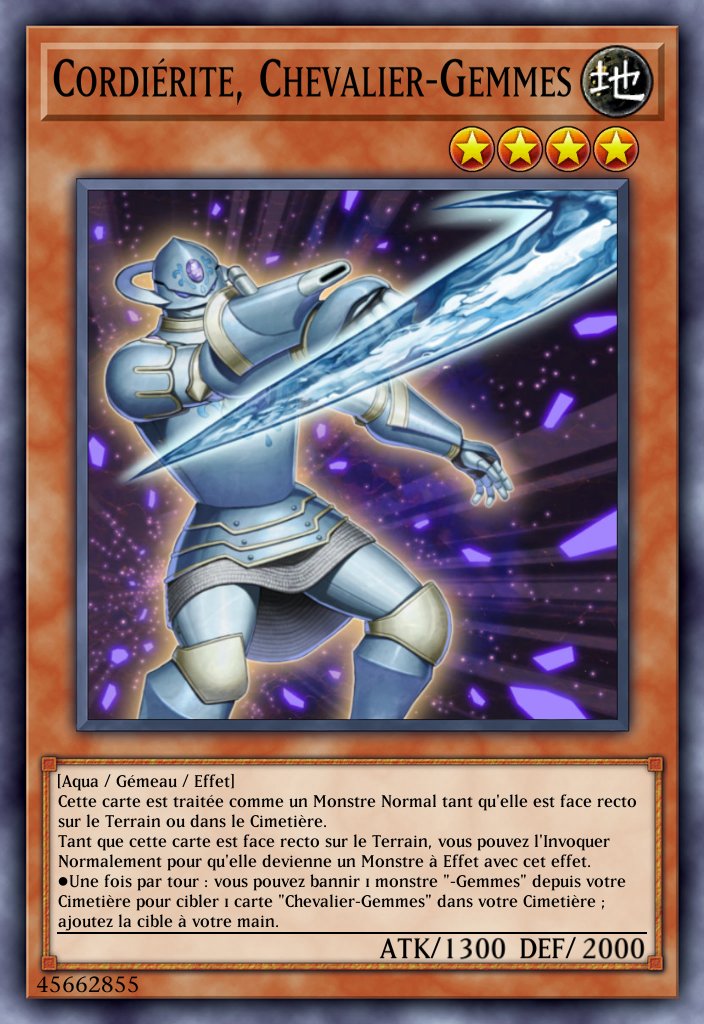 Cordiérite, Chevalier-Gemmes
地
[Aqua / Gémeau / Effet]
Cette carte est traitée comme un Monstre Normal tant qu'elle est face recto
sur le Terrain ou dans le Cimetière.
Tant que cette carte est face recto sur le Terrain, vous pouvez l'Invoquer
Normalement pour qu'elle devienne un Monstre à Effet avec cet effet.
●Une fois par tour : vous pouvez bannir 1 monstre "-Gemmes" depuis votre
Cimetière pour cibler 1 carte "Chevalier-Gemmes" dans votre Cimetière ;
ajoutez la cible à votre main.
ATK/1300 DEF/2000
45662855